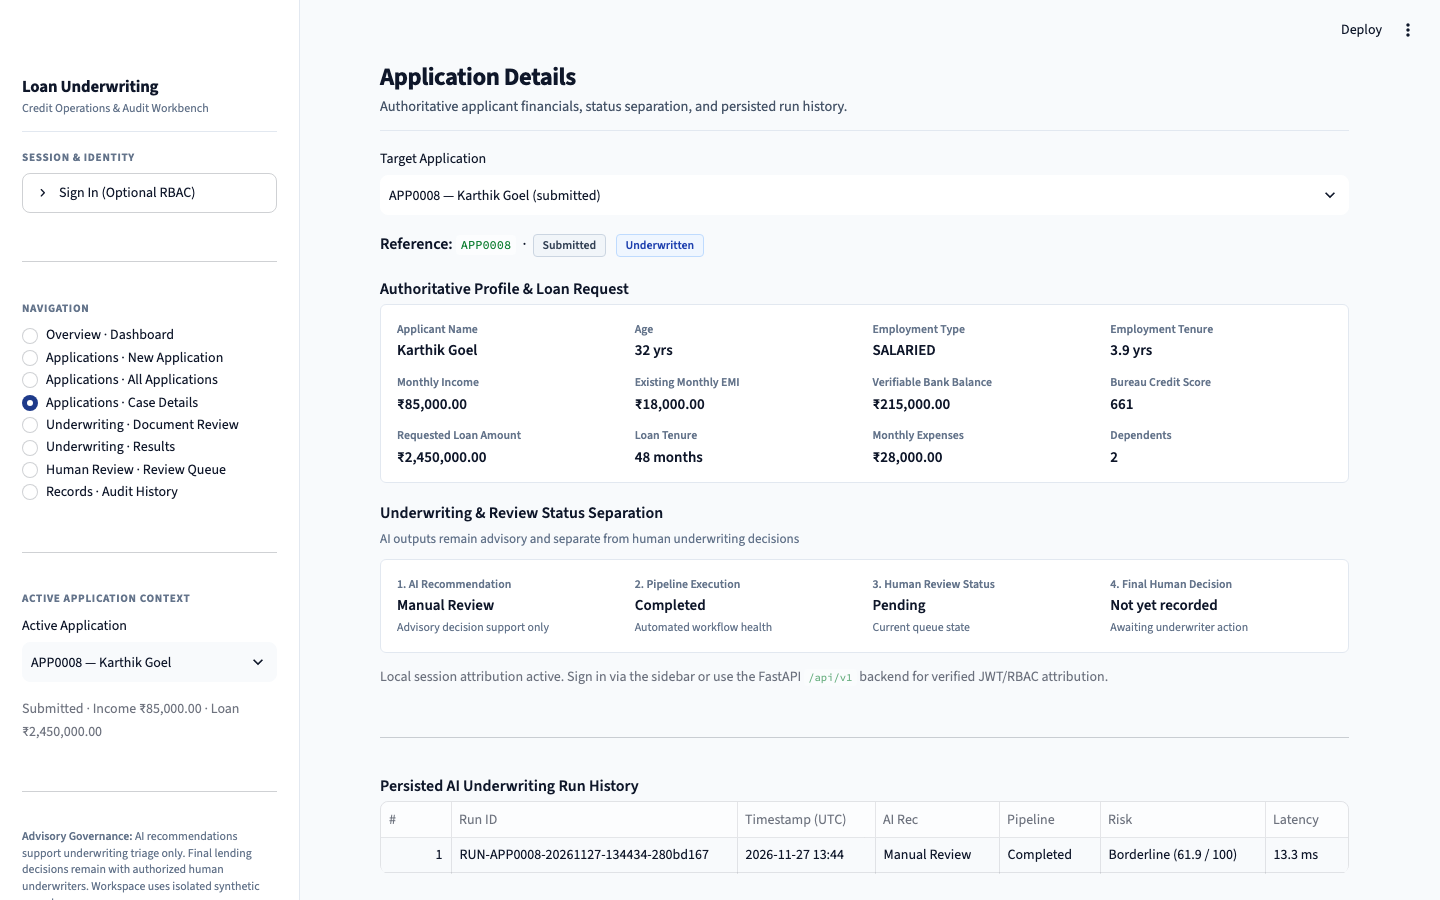 Deploy
Loan Underwriting
Credit Operations & Audit Workbench
SESSION & IDENTITY
Sign In (Optional RBAC)
NAVIGATION
Overview · Dashboard
Applications · New Application
Applications · All Applications
Applications · Case Details
Underwriting · Document Review
Underwriting · Results
Human Review · Review Queue
Records · Audit History
ACTIVE APPLICATION CONTEXT
Active Application
APP0008 — Karthik Goel
Submitted · Income ₹85,000.00 · Loan
₹2,450,000.00
Advisory Governance: AI recommendations
support underwriting triage only. Final lending
decisions remain with authorized human
underwriters. Workspace uses isolated synthetic
Application Details
Authoritative applicant financials, status separation, and persisted run history.
Target Application
APP0008 — Karthik Goel (submitted)
Reference: APP0008 · Submitted Underwritten
Authoritative Profile & Loan Request
Applicant Name Age Employment Type Employment Tenure
Karthik Goel 32 yrs SALARIED 3.9 yrs
Monthly Income Existing Monthly EMI Verifiable Bank Balance Bureau Credit Score
₹85,000.00 ₹18,000.00 ₹215,000.00 661
Requested Loan Amount Loan Tenure Monthly Expenses Dependents
₹2,450,000.00 48 months ₹28,000.00 2
Underwriting & Review Status Separation
AI outputs remain advisory and separate from human underwriting decisions
1. AI Recommendation 2. Pipeline Execution 3. Human Review Status 4. Final Human Decision
Manual Review Completed Pending Not yet recorded
Advisory decision support only Automated workflow health Current queue state Awaiting underwriter action
Local session attribution active. Sign in via the sidebar or use the FastAPI /api/v1 backend for verified JWT/RBAC attribution.
Persisted AI Underwriting Run History
# Run ID Timestamp (UTC) AI Rec Pipeline Risk Latency
1 RUN-APP0008-20261127-134434-280bd167 2026-11-27 13:44 Manual Review Completed Borderline (61.9 / 100) 13.3 ms